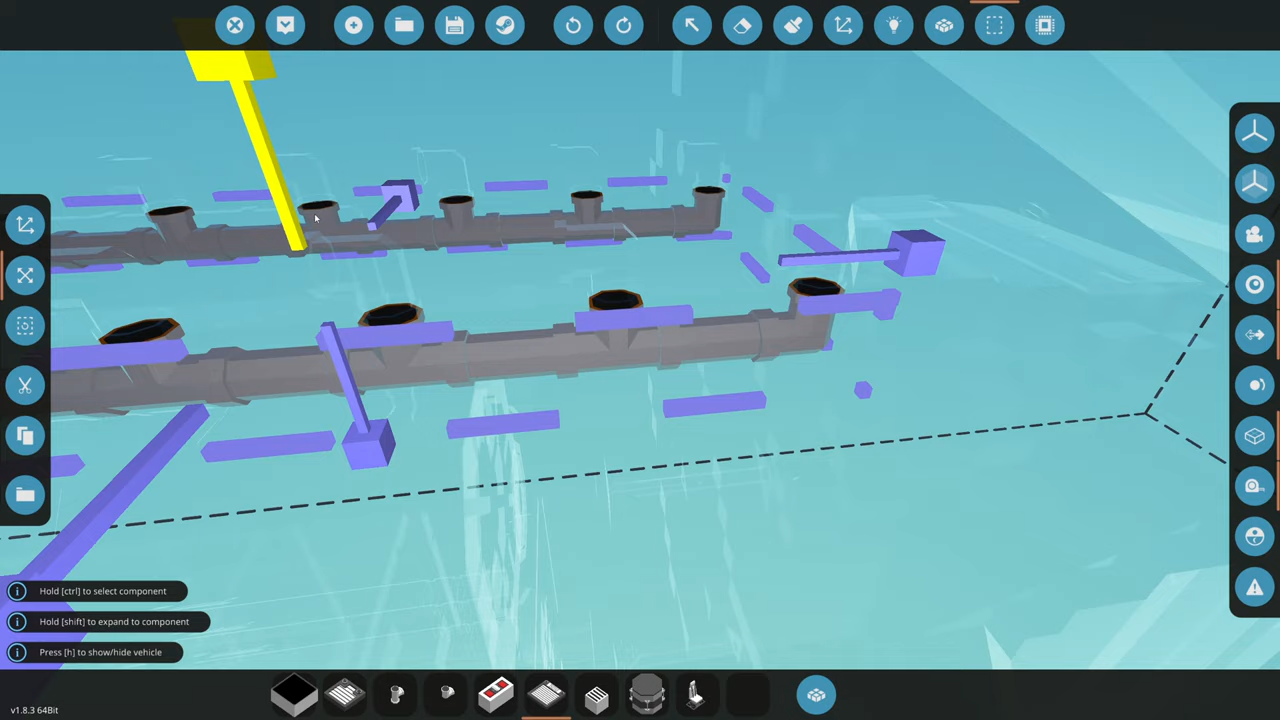 Hold [ctrl] to select component
Hold [shift] to expand to component
Press [h] to show/hide vehicle
v1.8.3 64Bit